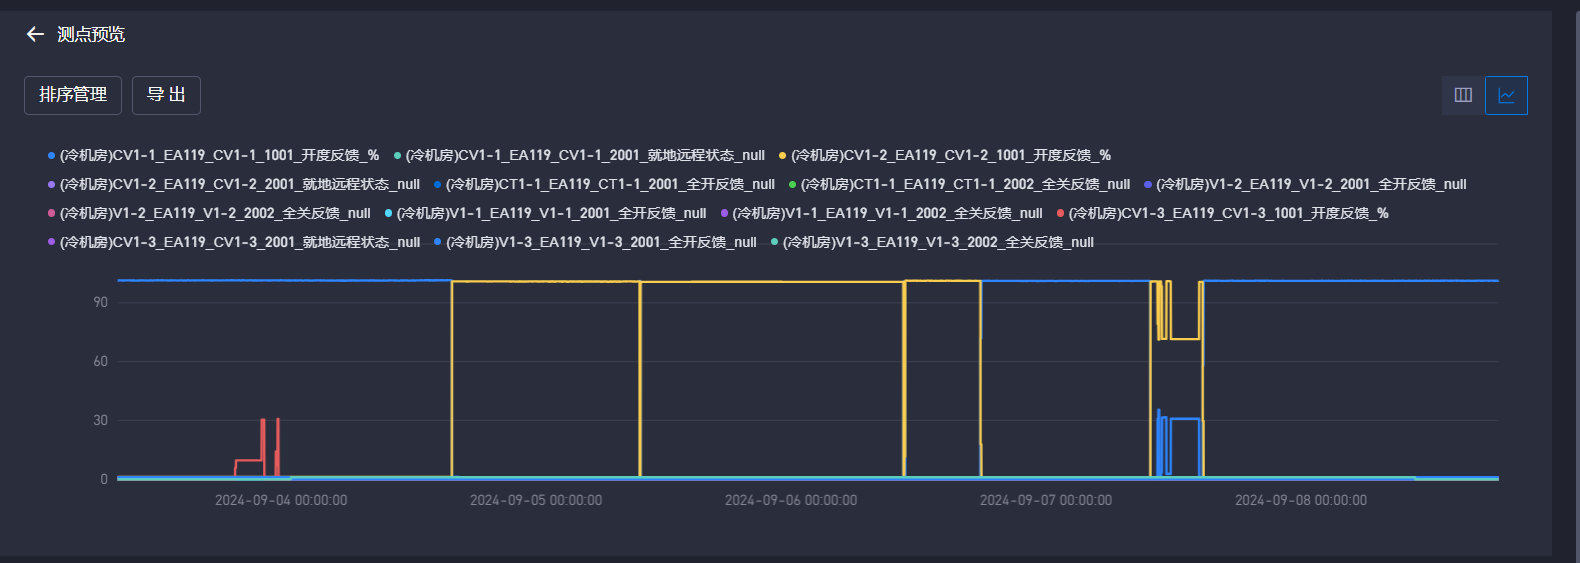 测点预览
排序管理 导 出
(冷机房)CV1-1_EA119_CV1-1_1001_开度反馈_% (冷机房)CV1-1_EA119_CV1-1_2001_就地远程状态_null (冷机房)CV1-2_EA119_CV1-2_1001_开度反馈_%
(冷机房)CV1-2_EA119_CV1-2_2001_就地远程状态_null (冷机房)CT1-1_EA119_CT1-1_2001_全开反馈_null (冷机房)CT1-1_EA119_CT1-1_2002_全关反馈_null (冷机房)V1-2_EA119_V1-2_2001_全开反馈_null
(冷机房)V1-2_EA119_V1-2_2002_全关反馈_null (冷机房)V1-1_EA119_V1-1_2001_全开反馈_null (冷机房)V1-1_EA119_V1-1_2002_全关反馈_null (冷机房)CV1-3_EA119_CV1-3_1001_开度反馈_%
(冷机房)CV1-3_EA119_CV1-3_2001_就地远程状态_null (冷机房)V1-3_EA119_V1-3_2001_全开反馈_null (冷机房)V1-3_EA119_V1-3_2002_全关反馈_null
90
60
30
0
2024-09-04 00:00:00 2024-09-05 00:00:00 2024-09-06 00:00:00 2024-09-07 00:00:00 2024-09-08 00:00:00